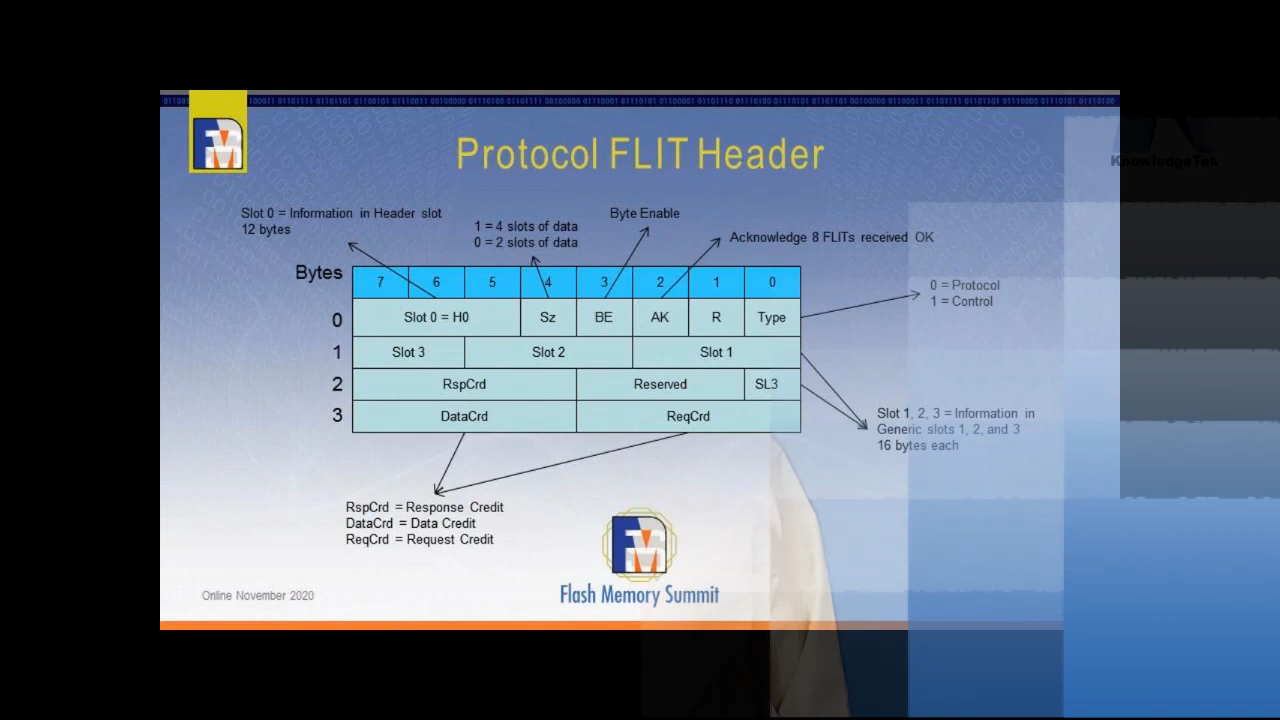 Protocol FLIT Header
KnowledgeTek
Slot 0 = Information in Header slot
12 bytes
1 = 4 slots of data
0 = 2 slots of data
Byte Enable
Acknowledge 8 FLITs received OK
0 = Protocol
1 = Control
Bytes 7 6 5 4 3 2 1 0
0 Slot 0 = H0 Sz BE AK R Type
1 Slot 3 Slot 2 Slot 1
2 RspCrd Reserved SL3
3 DataCrd ReqCrd
Slot 1, 2, 3 = Information in
Generic slots 1, 2, and 3
16 bytes each
RspCrd = Response Credit
DataCrd = Data Credit
ReqCrd = Request Credit
Online November 2020
Flash Memory Summit